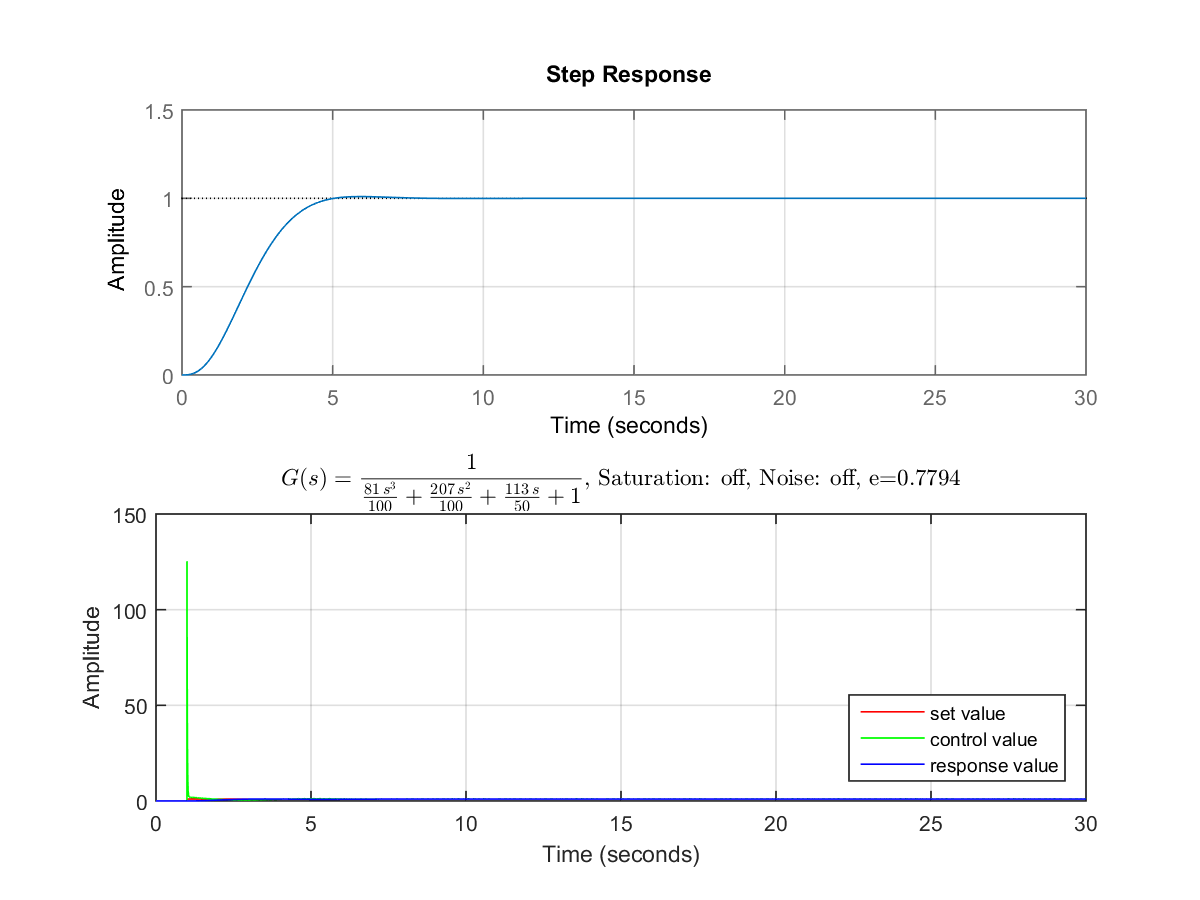 Step Response
Amplitude
1.5
1
0.5
0
0 5 10 15 20 25 30
Time (seconds)
G(s) = 1 / (81 s³/100 + 207 s²/100 + 113 s/50 + 1), Saturation: off, Noise: off, e=0.7794
Amplitude
150
100
50
0
set value
control value
response value
0 5 10 15 20 25 30
Time (seconds)